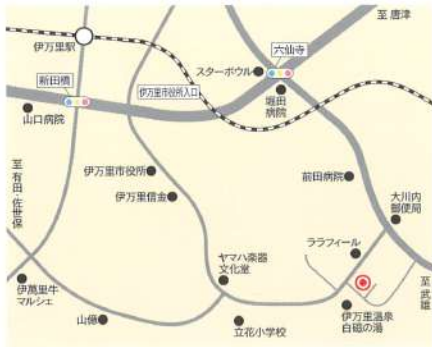 至 唐津
伊万里駅
六仙寺
スターボウル
新田橋
伊万里市役所入口
堀田
病院
山口病院
至 有田・佐世保
伊万里市役所
前田病院
伊万里信金
大川内
郵便局
ララフィール
ヤマハ楽器
文化室
至 武雄
伊萬里牛
マルシェ
山億
立花小学校
伊万里温泉
白磁の湯